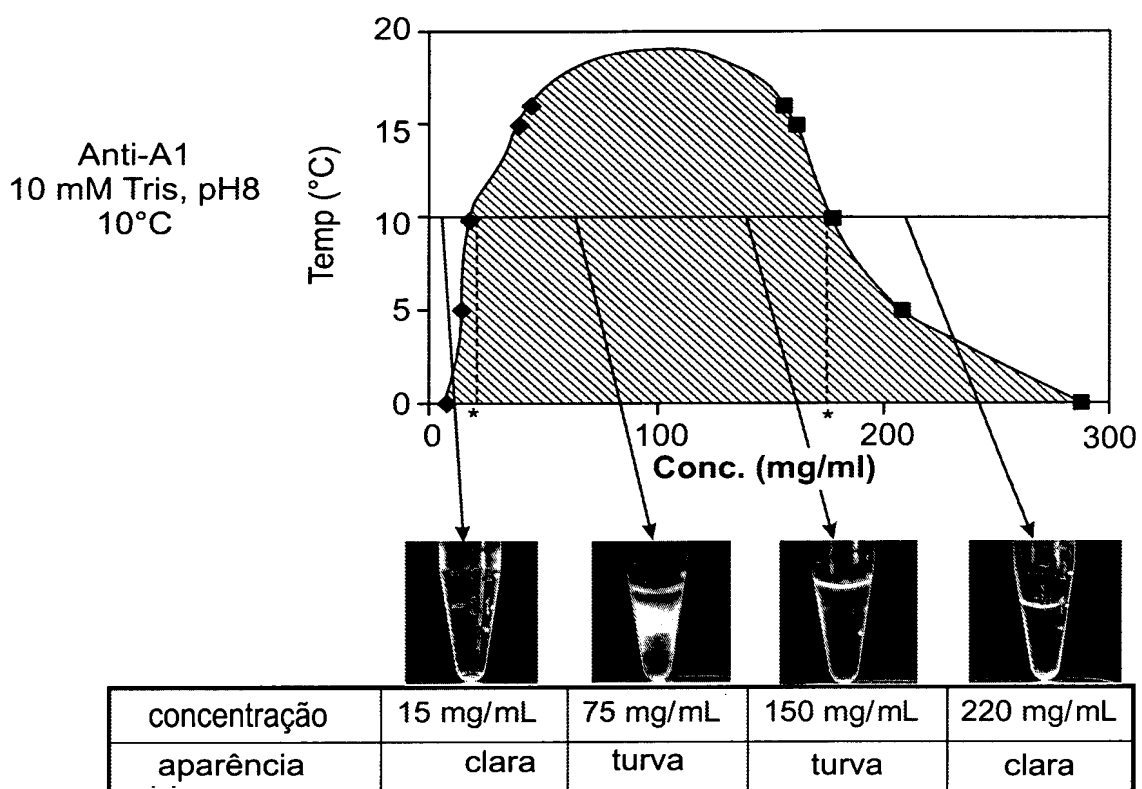 Anti-A1
10 mM Tris, pH8
10°C
Temp (°C)
20
15
10
5
0
* *
0 100 200 300
Conc. (mg/ml)
concentração 15 mg/mL 75 mg/mL 150 mg/mL 220 mg/mL
aparência clara turva turva clara